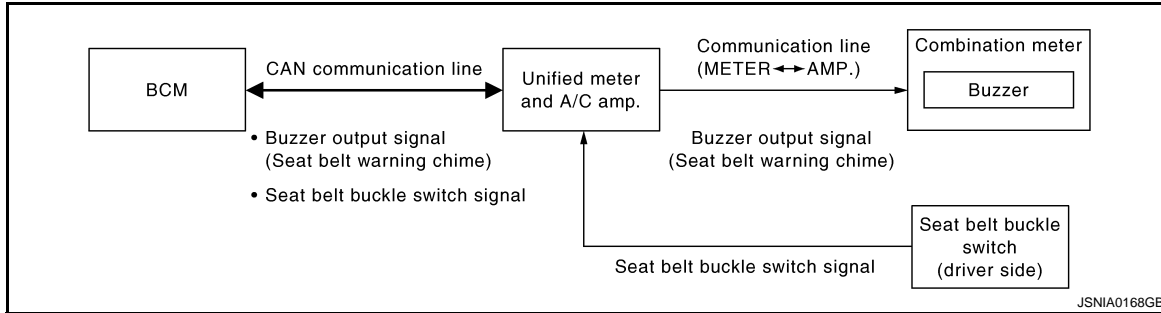 BCM
CAN communication line
• Buzzer output signal
(Seat belt warning chime)
• Seat belt buckle switch signal
Unified meter
and A/C amp.
Communication line
(METER ↔ AMP.)
Buzzer output signal
(Seat belt warning chime)
Combination meter
Buzzer
Seat belt buckle switch signal
Seat belt buckle
switch
(driver side)
JSNIA0168GB